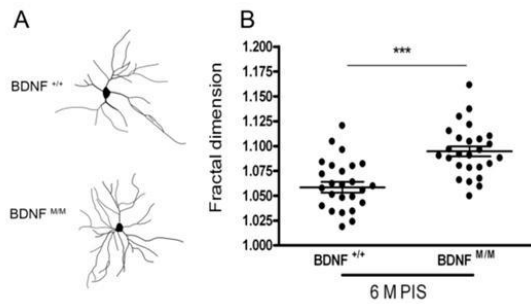 A
BDNF +/+
BDNF M/M
B
Fractal dimension
1.200
1.175
1.150
1.125
1.100
1.075
1.050
1.025
1.000
***
BDNF +/+
BDNF M/M
6 M PIS